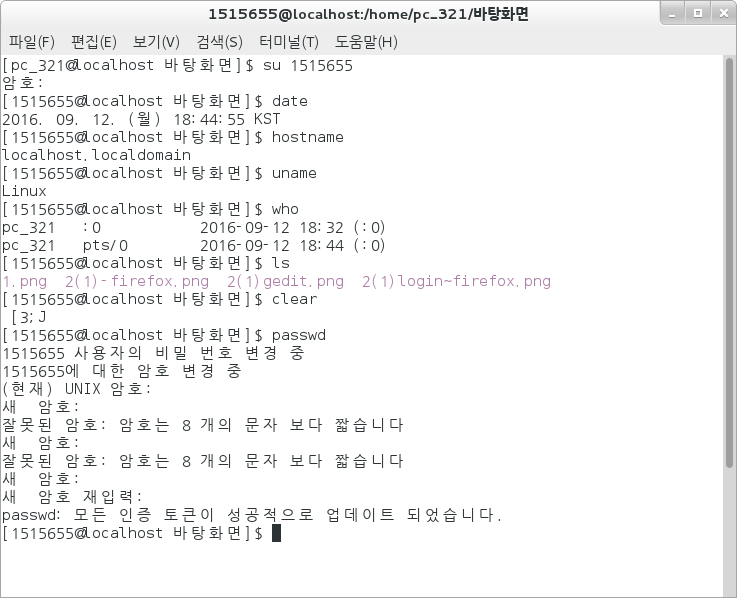 1515655@localhost:/home/pc_321/바탕화면
파일(F) 편집(E) 보기(V) 검색(S) 터미널(T) 도움말(H)
[pc_321@localhost 바탕화면]$ su 1515655
암호:
[1515655@localhost 바탕화면]$ date
2016. 09. 12. (월) 18:44:55 KST
[1515655@localhost 바탕화면]$ hostname
localhost.localdomain
[1515655@localhost 바탕화면]$ uname
Linux
[1515655@localhost 바탕화면]$ who
pc_321   :0           2016-09-12 18:32 (:0)
pc_321   pts/0        2016-09-12 18:44 (:0)
[1515655@localhost 바탕화면]$ ls
1.png  2(1)-firefox.png  2(1)gedit.png  2(1)login~firefox.png
[1515655@localhost 바탕화면]$ clear
[3;J
[1515655@localhost 바탕화면]$ passwd
1515655 사용자의 비밀 번호 변경 중
1515655에 대한 암호 변경 중
(현재) UNIX 암호:
새  암호:
잘못된 암호: 암호는 8 개의 문자 보다 짧습니다
새  암호:
잘못된 암호: 암호는 8 개의 문자 보다 짧습니다
새  암호:
새  암호 재입력:
passwd: 모든 인증 토큰이 성공적으로 업데이트 되었습니다.
[1515655@localhost 바탕화면]$